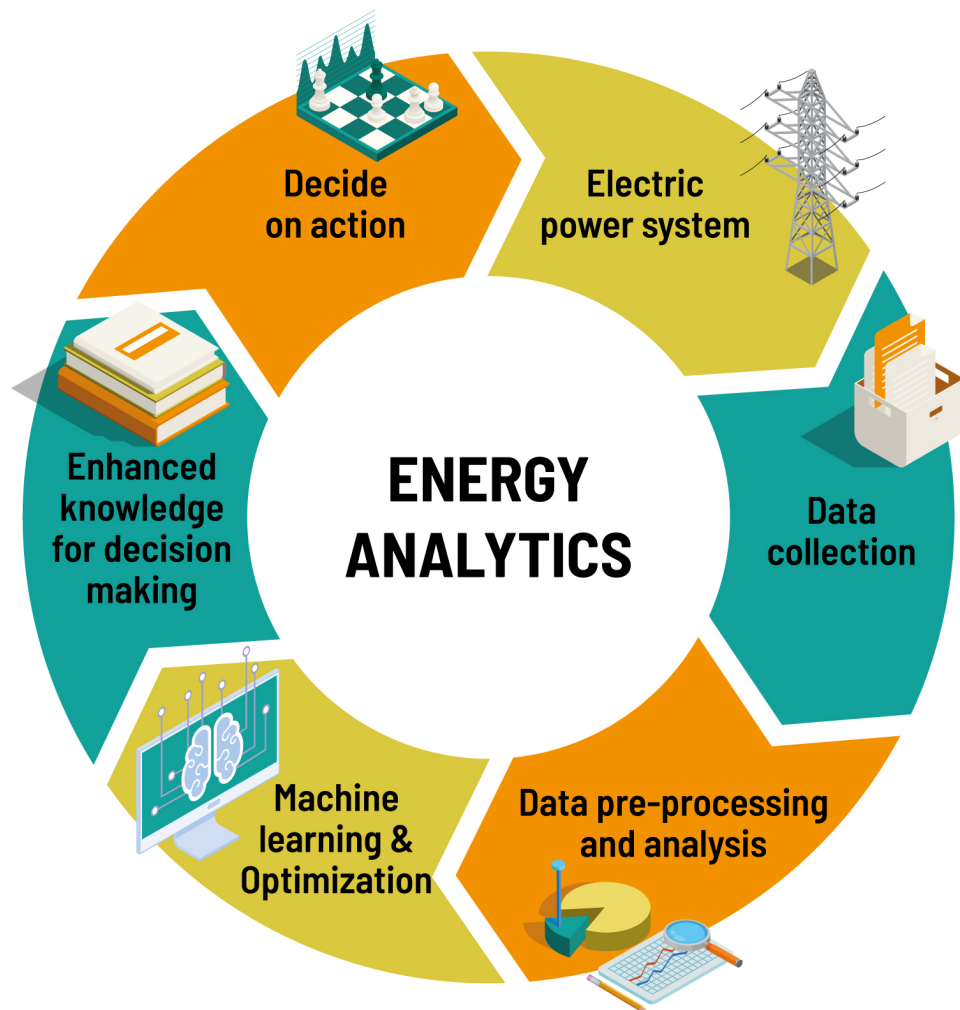 ENERGY
ANALYTICS
Electric
power system
Data
collection
Data pre-processing
and analysis
Machine
learning &
Optimization
Enhanced
knowledge
for decision
making
Decide
on action